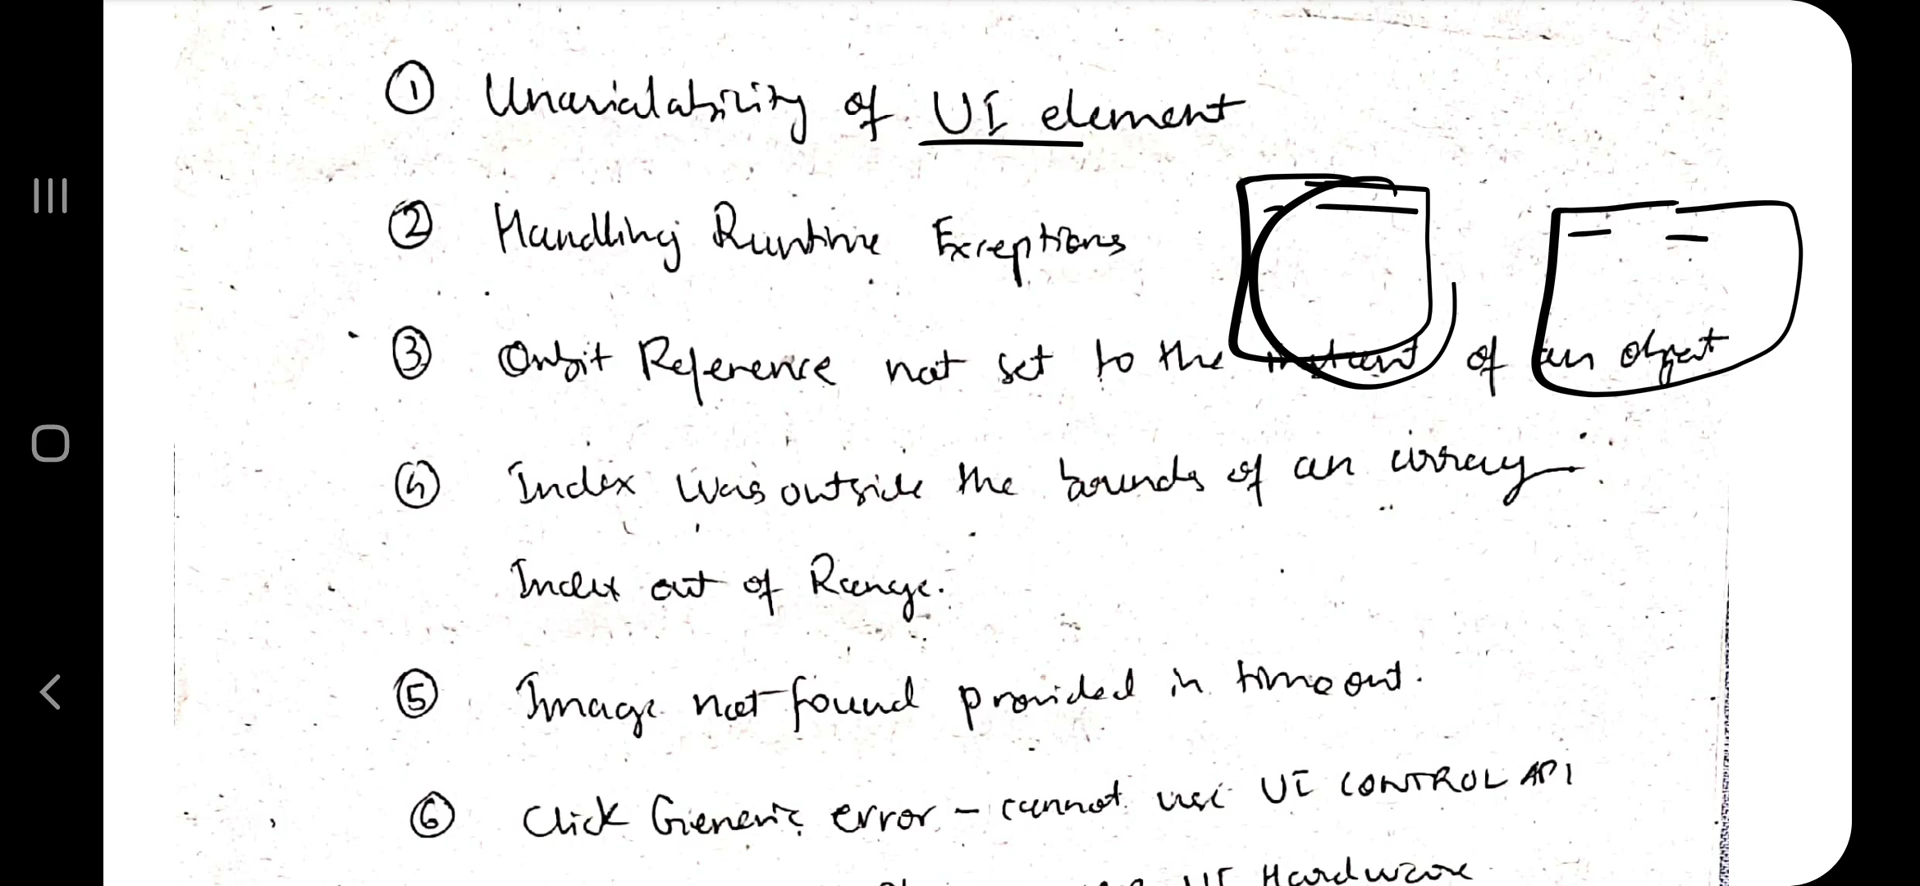 ① Unavialability of UI element
② Handling Runtime Exceptions
③ Reference not set to the of an object
④ Index was outside the bounds of an array
Index out of Range.
⑤ Image not found provided in timeout.
⑥ Click Generic error - cannot use UI CONTROL API
Hardware